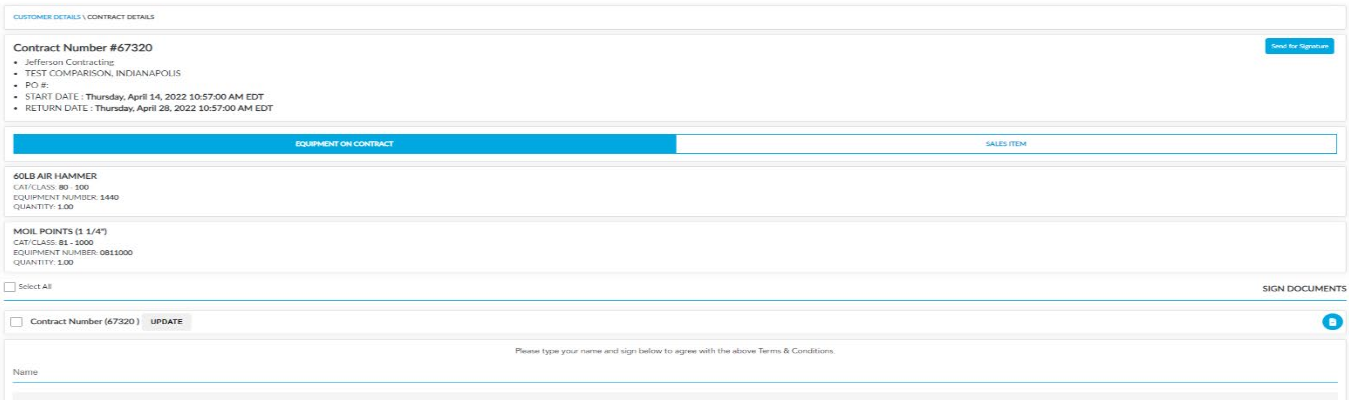 CUSTOMER DETAILS \ CONTRACT DETAILS
Contract Number #67320
Send for Signature
• Jefferson Contracting
• TEST COMPARISON, INDIANAPOLIS
• PO #:
• START DATE : Thursday, April 14, 2022 10:57:00 AM EDT
• RETURN DATE : Thursday, April 28, 2022 10:57:00 AM EDT
EQUIPMENT ON CONTRACT
SALES ITEM
60LB AIR HAMMER
CAT/CLASS: 80 - 100
EQUIPMENT NUMBER: 1440
QUANTITY: 1.00
MOIL POINTS (1 1/4")
CAT/CLASS: 81 - 1000
EQUIPMENT NUMBER: 0811000
QUANTITY: 1.00
Select All
SIGN DOCUMENTS
Contract Number (67320 ) UPDATE
Please type your name and sign below to agree with the above Terms & Conditions
Name